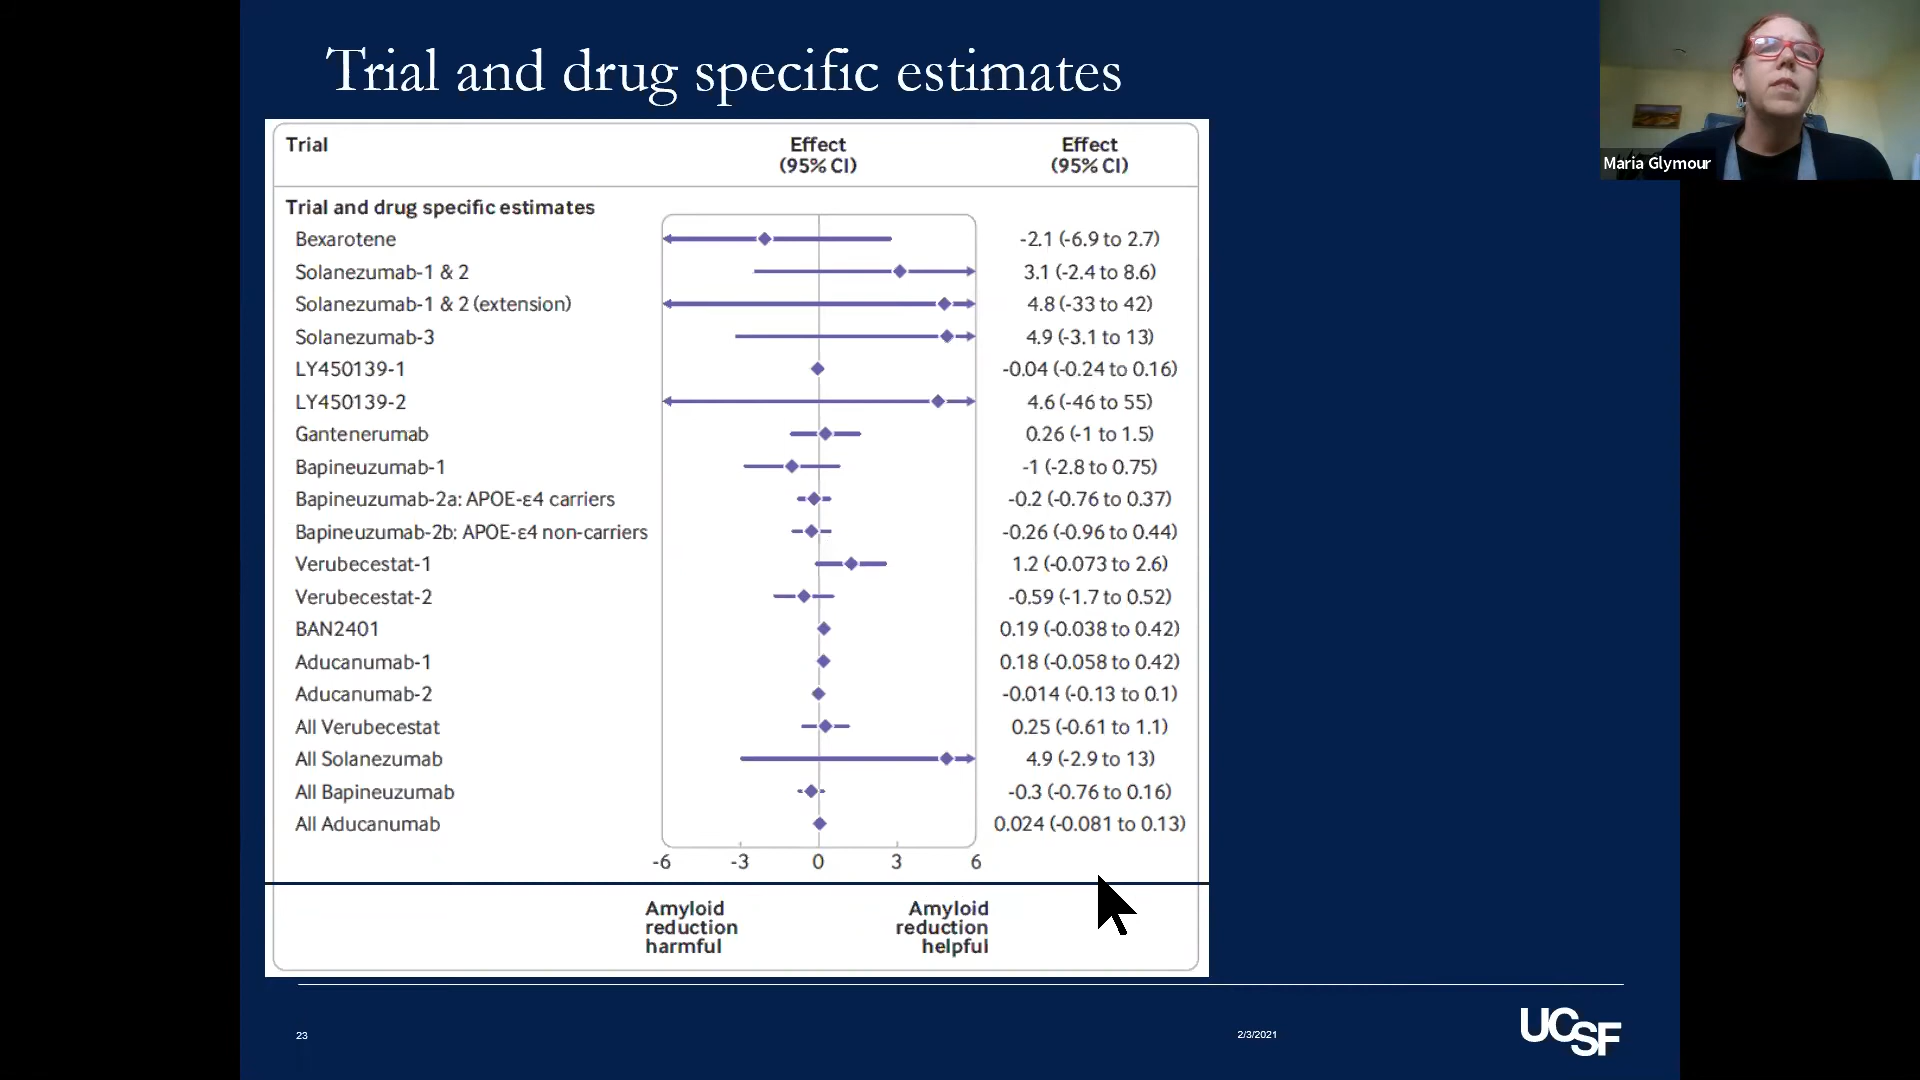 Trial and drug specific estimates
Maria Glymour
Trial Effect (95% CI) Effect (95% CI)
Trial and drug specific estimates
Bexarotene -2.1 (-6.9 to 2.7)
Solanezumab-1 & 2 3.1 (-2.4 to 8.6)
Solanezumab-1 & 2 (extension) 4.8 (-33 to 42)
Solanezumab-3 4.9 (-3.1 to 13)
LY450139-1 -0.04 (-0.24 to 0.16)
LY450139-2 4.6 (-46 to 55)
Gantenerumab 0.26 (-1 to 1.5)
Bapineuzumab-1 -1 (-2.8 to 0.75)
Bapineuzumab-2a: APOE-ε4 carriers -0.2 (-0.76 to 0.37)
Bapineuzumab-2b: APOE-ε4 non-carriers -0.26 (-0.96 to 0.44)
Verubecestat-1 1.2 (-0.073 to 2.6)
Verubecestat-2 -0.59 (-1.7 to 0.52)
BAN2401 0.19 (-0.038 to 0.42)
Aducanumab-1 0.18 (-0.058 to 0.42)
Aducanumab-2 -0.014 (-0.13 to 0.1)
All Verubecestat 0.25 (-0.61 to 1.1)
All Solanezumab 4.9 (-2.9 to 13)
All Bapineuzumab -0.3 (-0.76 to 0.16)
All Aducanumab 0.024 (-0.081 to 0.13)
-6 -3 0 3 6
Amyloid reduction harmful
Amyloid reduction helpful
23
2/3/2021
UCSF